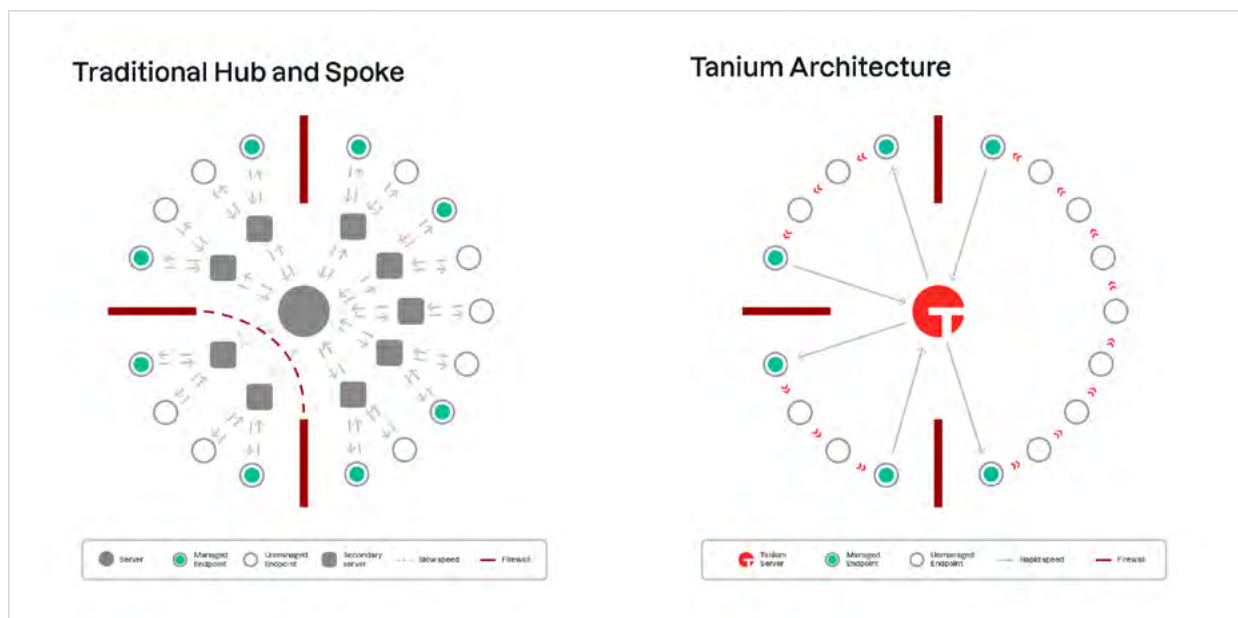 Traditional Hub and Spoke
Tanium Architecture
Server
Managed
Endpoint
Unmanaged
Endpoint
Secondary
server
Slow speed
Firewall
Tanium
Server
Managed
Endpoint
Unmanaged
Endpoint
Rapid speed
Firewall